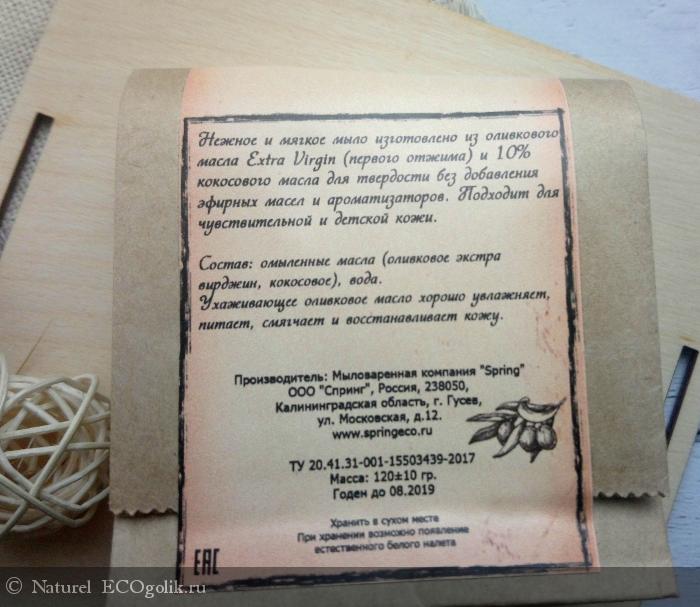 Нежное и мягкое мыло изготовлено из оливкового
масла Extra Virgin (первого отжима) и 10%
кокосового масла для твердости без добавления
эфирных масел и ароматизаторов. Подходит для
чувствительной и детской кожи.
Состав: омыленные масла (оливковое экстра
вирджин, кокосовое), вода.
Ухаживающее оливковое масло хорошо увлажняет,
питает, смягчает и восстанавливает кожу.
Производитель: Мыловаренная компания "Spring"
ООО "Спринг", Россия, 238050,
Калининградская область, г. Гусев,
ул. Московская, д.12.
www.springeco.ru
ТУ 20.41.31-001-15503439-2017
Масса: 120±10 гр.
Годен до 08.2019
Хранить в сухом месте
При хранении возможно появление
естественного белого налета
EAC
© Naturel ECOgolik.ru